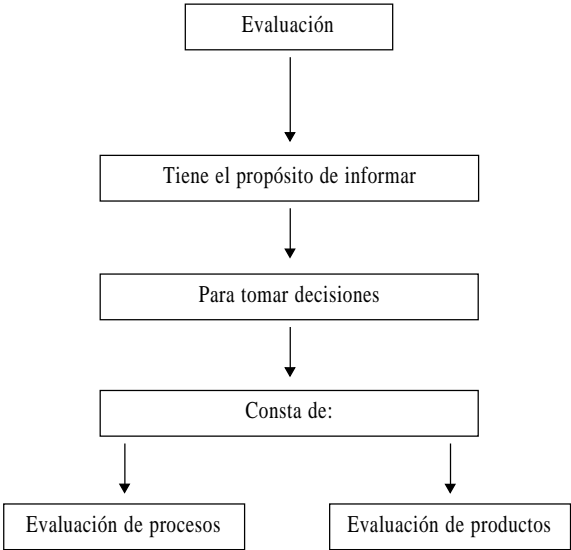 Evaluación
Tiene el propósito de informar
Para tomar decisiones
Consta de:
Evaluación de procesos
Evaluación de productos